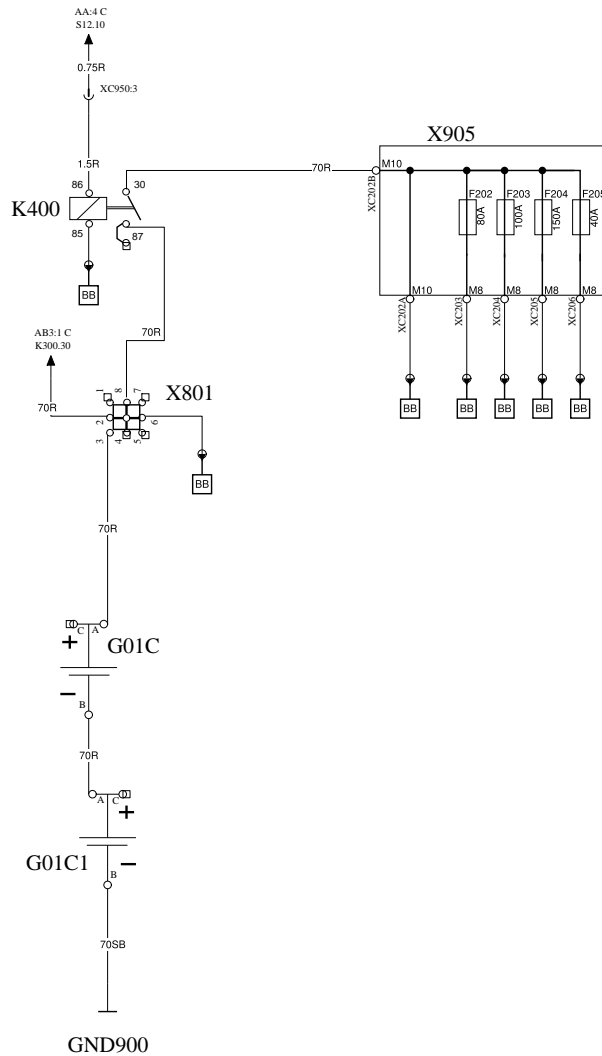 AA:4 C
S12.10
0.75R
XC950:3
1.5R
86
30
K400
85
87
BB
70R
X905
M10
XC202B
F202
80A
F203
100A
F204
150A
F205
40A
M10
M8
M8
M8
M8
XC202A
XC203
XC204
XC205
XC206
BB
BB
BB
BB
BB
AB3:1 C
K300.30
70R
70R
X801
1
8
7
2
6
3
4
5
BB
70R
C
A
+
G01C
−
B
70R
A
C
+
G01C1
−
B
70SB
GND900